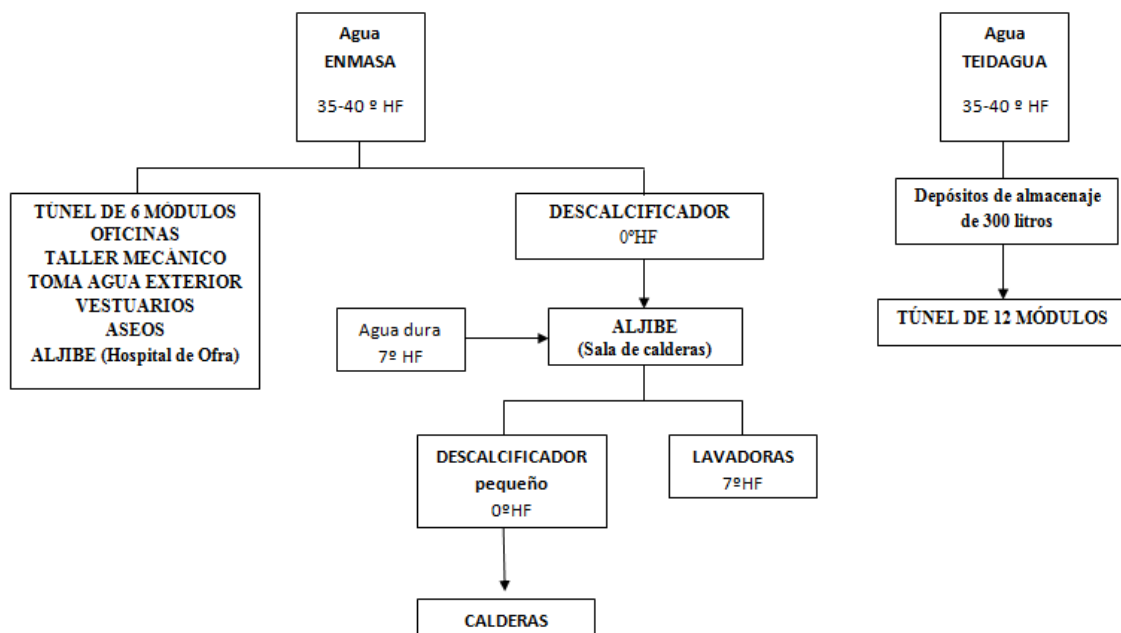 Agua
ENMASA
35-40 º HF
Agua
TEIDAGUA
35-40 º HF
TÚNEL DE 6 MÓDULOS
OFICINAS
TALLER MECÁNICO
TOMA AGUA EXTERIOR
VESTUARIOS
ASEOS
ALJIBE (Hospital de Ofra)
DESCALCIFICADOR
0ºHF
Depósitos de almacenaje
de 300 litros
Agua dura
7º HF
ALJIBE
(Sala de calderas)
TÚNEL DE 12 MÓDULOS
DESCALCIFICADOR
pequeño
0ºHF
LAVADORAS
7ºHF
CALDERAS